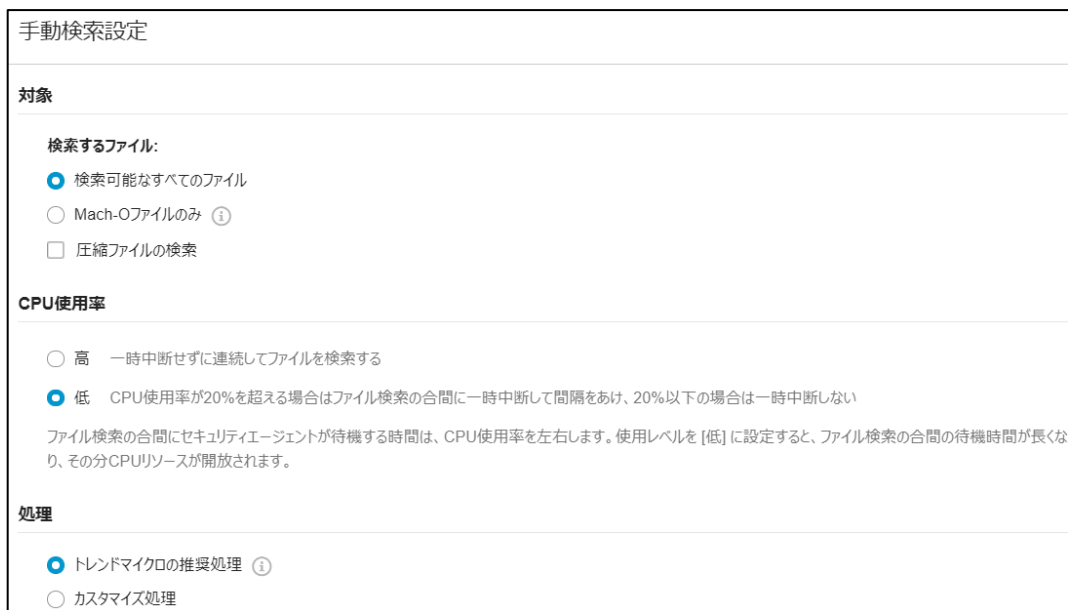 手動検索設定
対象
検索するファイル:
検索可能なすべてのファイル
Mach-Oファイルのみ
圧縮ファイルの検索
CPU使用率
高 一時中断せずに連続してファイルを検索する
低 CPU使用率が20%を超える場合はファイル検索の合間に一時中断して間隔をあけ、20%以下の場合は一時中断しない
ファイル検索の合間にセキュリティエージェントが待機する時間は、CPU使用率を左右します。使用レベルを [低] に設定すると、ファイル検索の合間の待機時間が長くな
り、その分CPUリソースが開放されます。
処理
トレンドマイクロの推奨処理
カスタマイズ処理